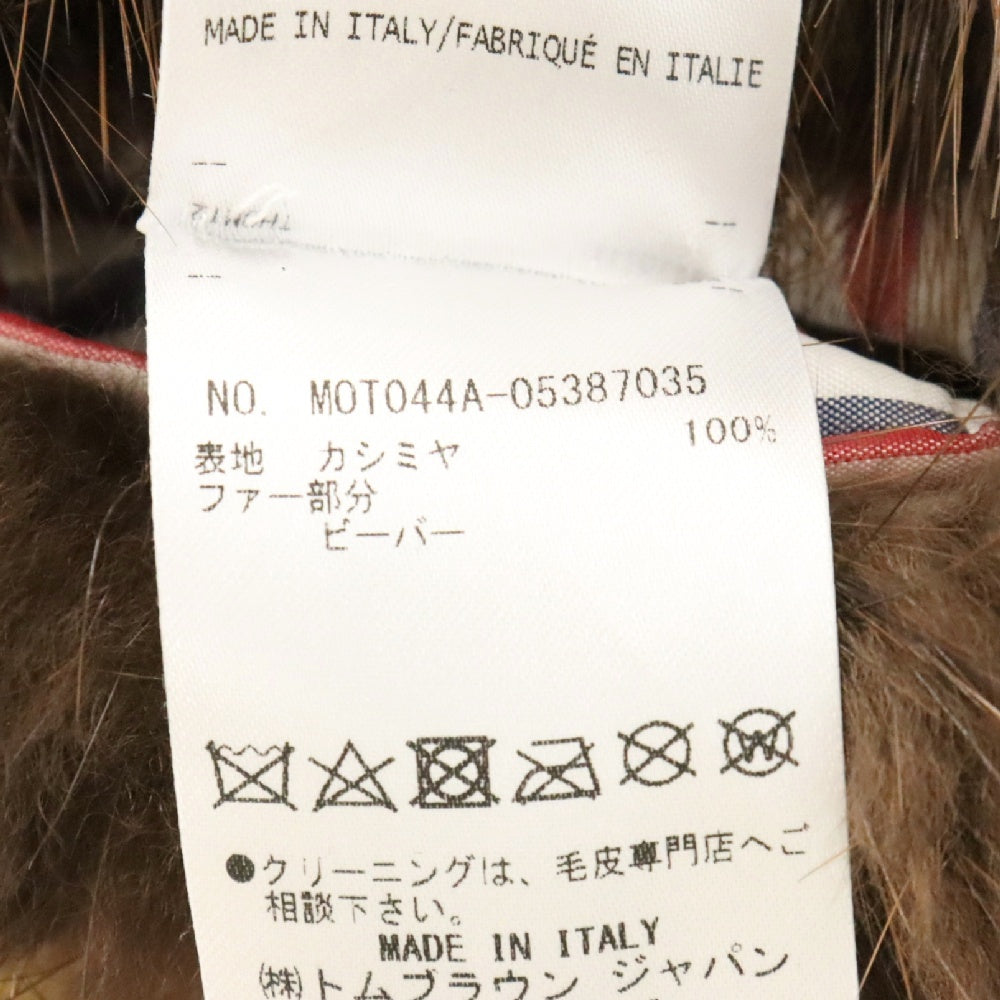 MADE IN ITALY/FABRIQUÉ EN ITALIE
NO. MOT044A-05387035
表地 カシミヤ 100%
ファー部分
ビーバー
●クリーニングは、毛皮専門店へご
相談下さい。
MADE IN ITALY
㈱トムブラウン ジャパン